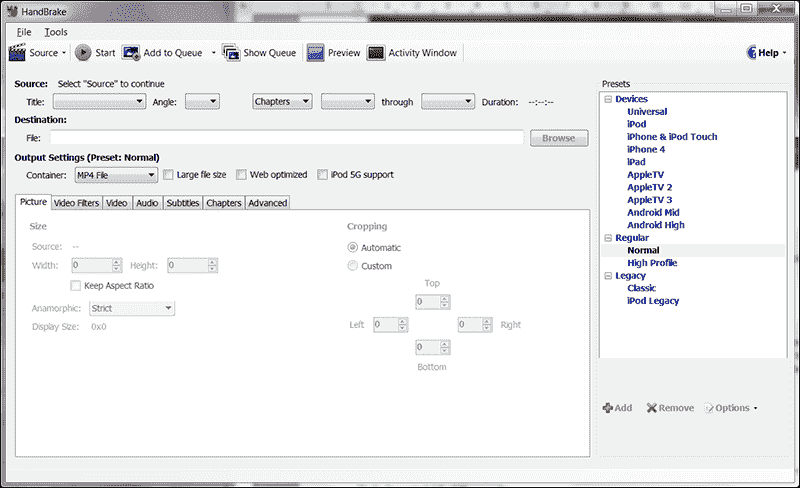 HandBrake
File Tools
Source Start Add to Queue Show Queue Preview Activity Window Help
Source: Select "Source" to continue
Title: Angle: Chapters through Duration: --:--:--
Destination:
File: Browse
Output Settings (Preset: Normal)
Container: MP4 File Large file size Web optimized iPod 5G support
Picture Video Filters Video Audio Subtitles Chapters Advanced
Size
Source: --
Width: 0 Height: 0
Keep Aspect Ratio
Anamorphic: Strict
Display Size: 0x0
Cropping
Automatic
Custom
Top
0
Left 0 0 Right
0
Bottom
Presets
Devices
Universal
iPod
iPhone & iPod Touch
iPhone 4
iPad
AppleTV
AppleTV 2
AppleTV 3
Android Mid
Android High
Regular
Normal
High Profile
Legacy
Classic
iPod Legacy
Add Remove Options